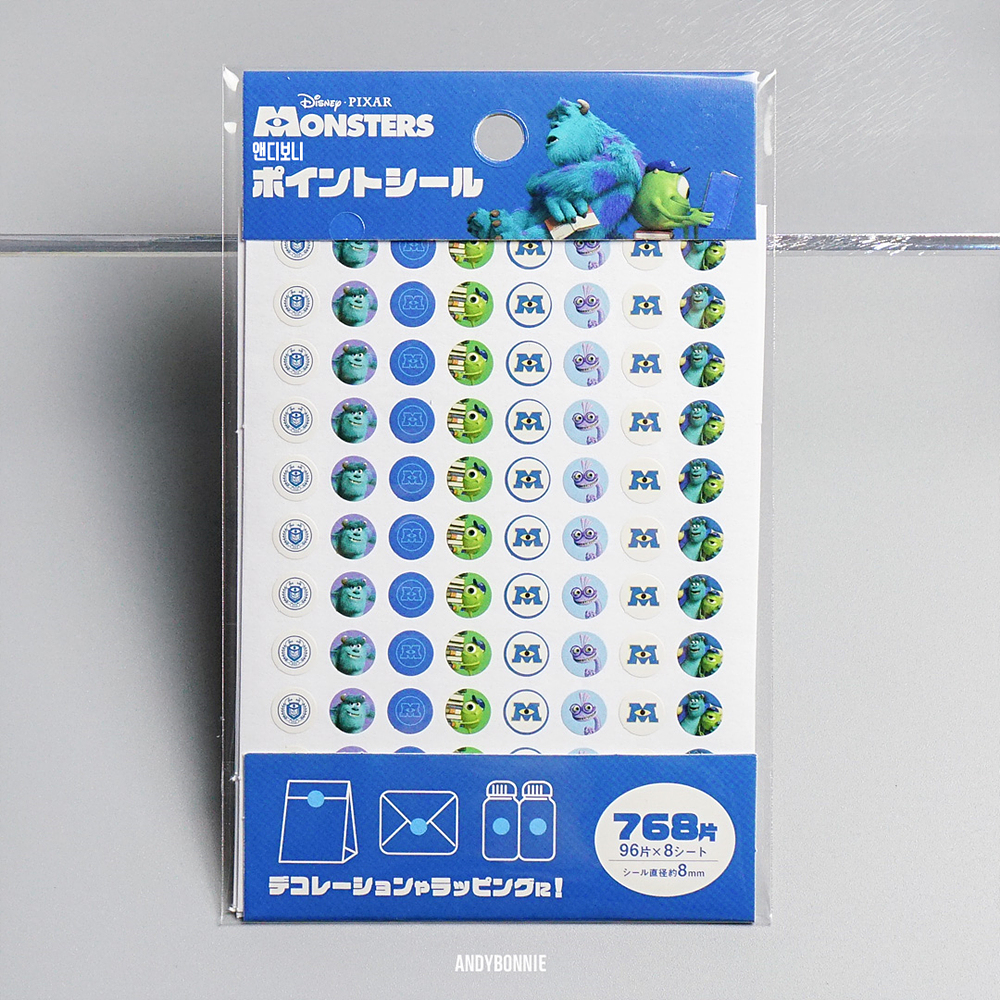 Disney · PIXAR
MONSTERS
앤디보니
ポイントシール
768片
96片×8シート
シール直径約8mm
デコレーションやラッピングに!
ANDYBONNIE